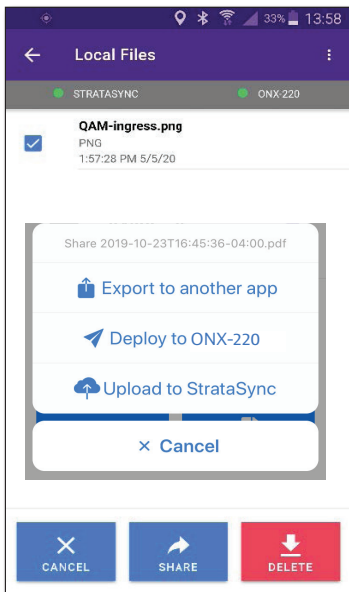 33% 13:58
Local Files
STRATASYNC ONX-220
QAM-ingress.png
PNG
1:57:28 PM 5/5/20
Share 2019-10-23T16:45:36-04:00.pdf
Export to another app
Deploy to ONX-220
Upload to StrataSync
× Cancel
CANCEL SHARE DELETE